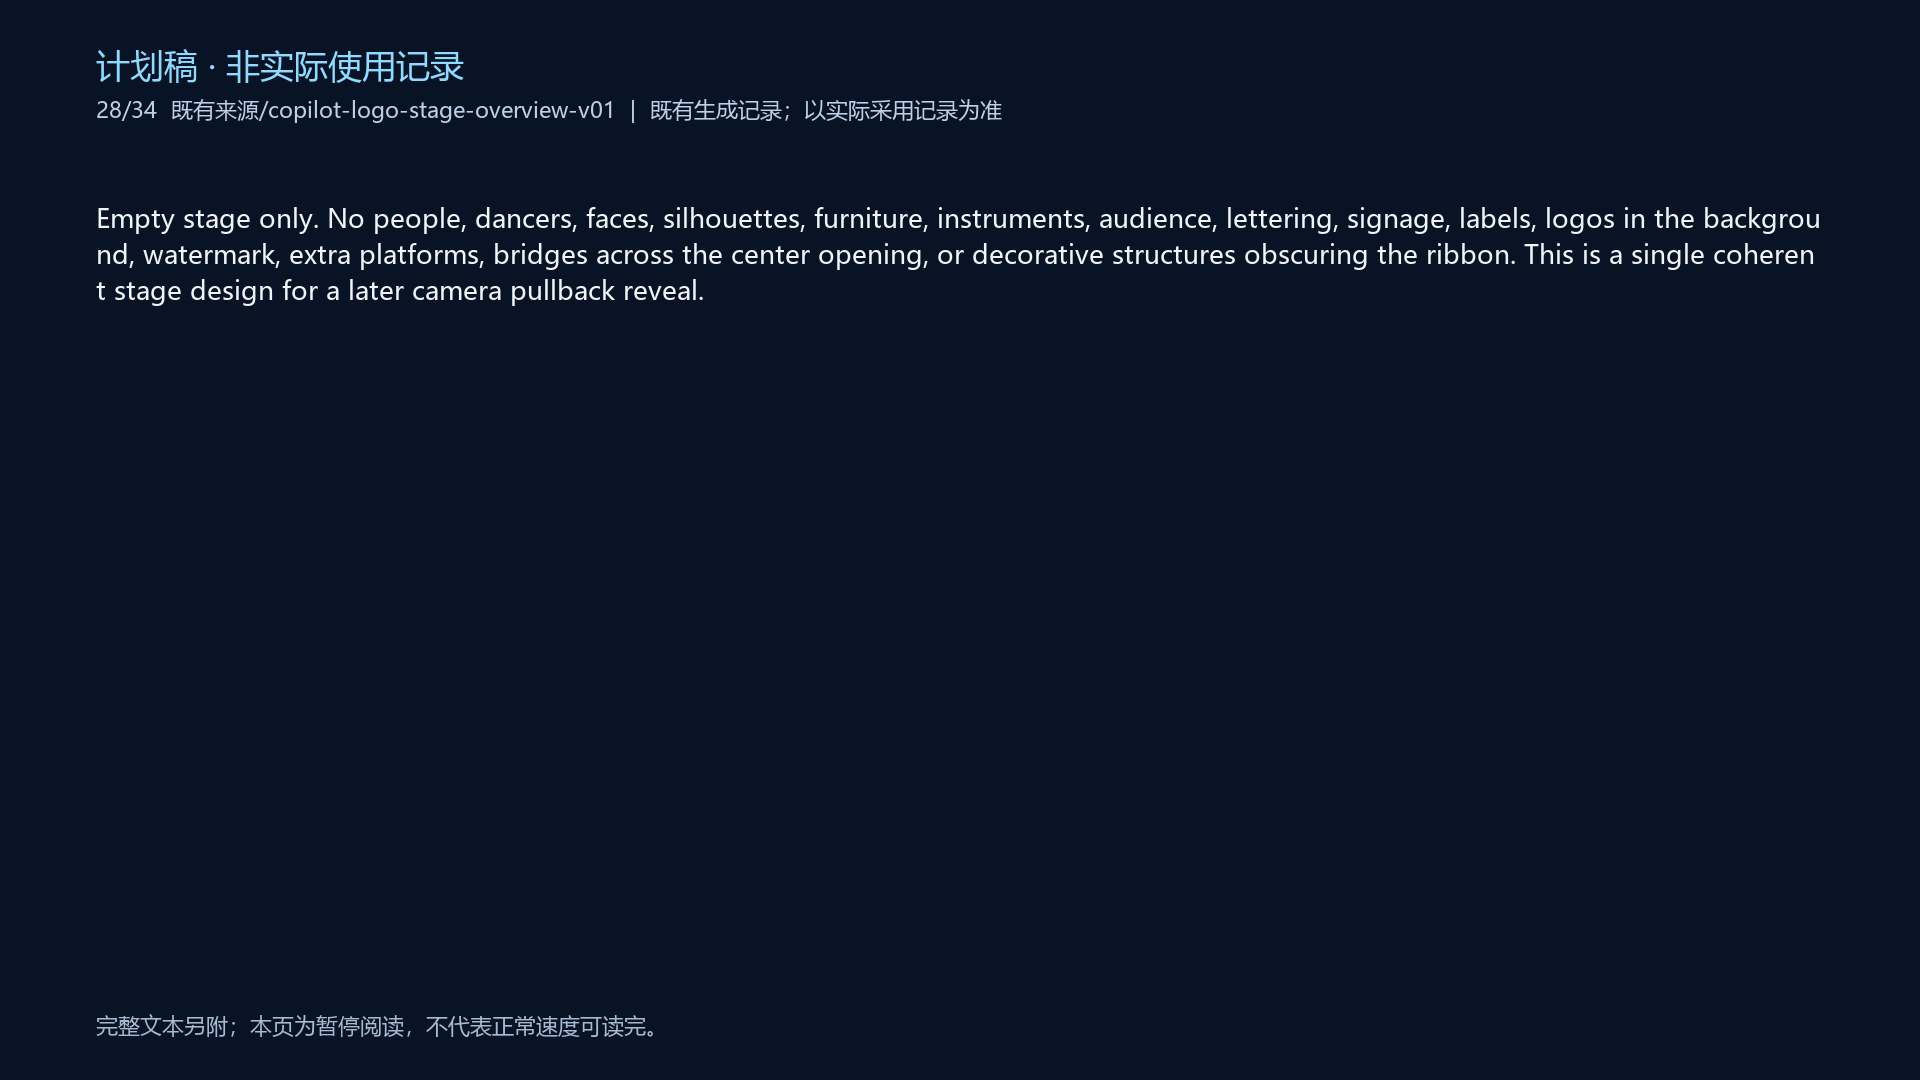 计划稿 · 非实际使用记录
28/34  既有来源/copilot-logo-stage-overview-v01  |  既有生成记录；以实际采用记录为准
Empty stage only. No people, dancers, faces, silhouettes, furniture, instruments, audience, lettering, signage, labels, logos in the backgrou
nd, watermark, extra platforms, bridges across the center opening, or decorative structures obscuring the ribbon. This is a single coheren
t stage design for a later camera pullback reveal.
完整文本另附；本页为暂停阅读，不代表正常速度可读完。